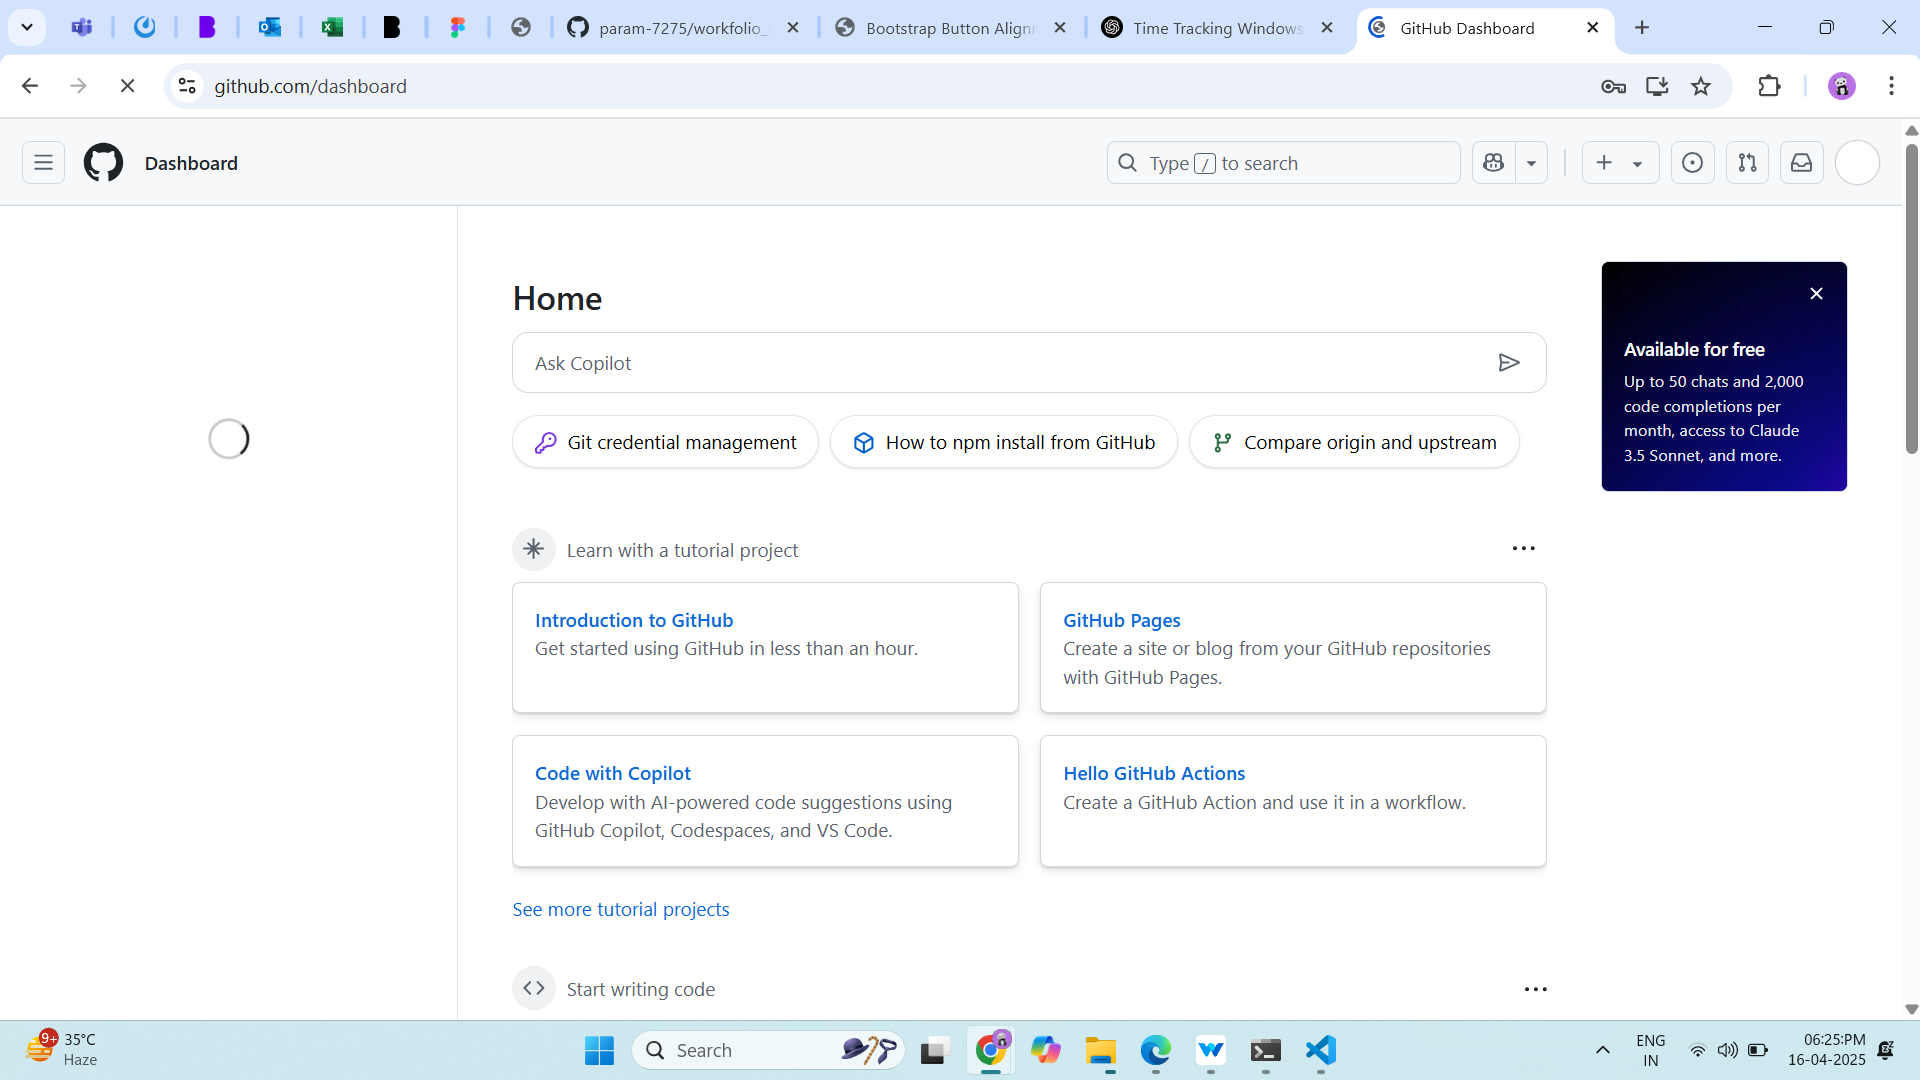 param-7275/workfolio_
Bootstrap Button Alignm
Time Tracking Windows
GitHub Dashboard
github.com/dashboard
Dashboard
Type / to search
Home
Ask Copilot
Git credential management
How to npm install from GitHub
Compare origin and upstream
Available for free
Up to 50 chats and 2,000
code completions per
month, access to Claude
3.5 Sonnet, and more.
Learn with a tutorial project
Introduction to GitHub
Get started using GitHub in less than an hour.
GitHub Pages
Create a site or blog from your GitHub repositories
with GitHub Pages.
Code with Copilot
Develop with AI-powered code suggestions using
GitHub Copilot, Codespaces, and VS Code.
Hello GitHub Actions
Create a GitHub Action and use it in a workflow.
See more tutorial projects
Start writing code
9+
35°C
Haze
Search
ENG
IN
06:25:PM
16-04-2025